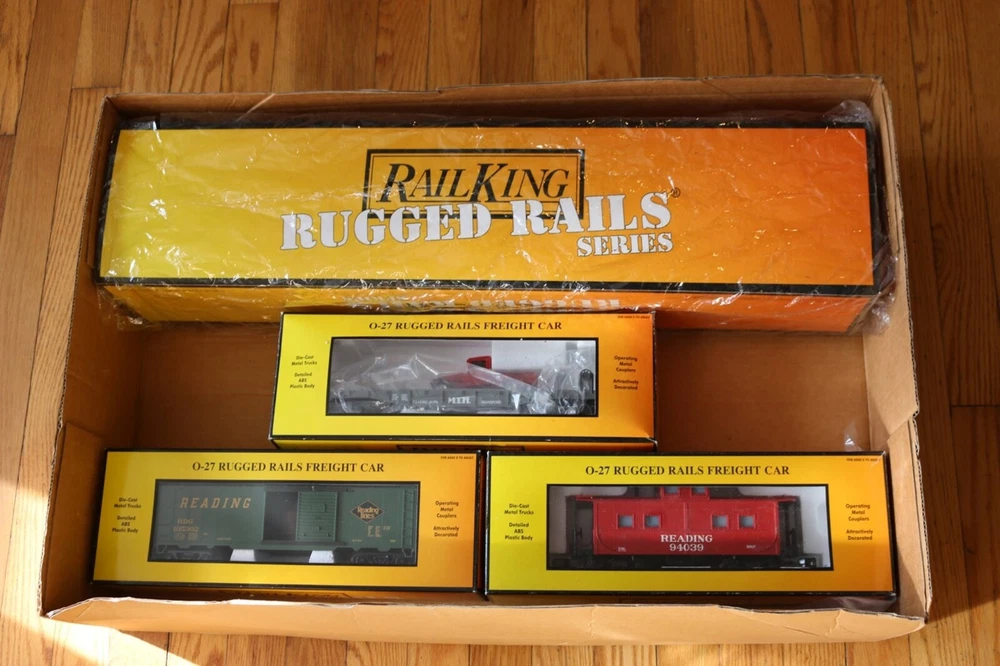 RAILKING
RUGGED RAILS®
SERIES
O-27 RUGGED RAILS FREIGHT CAR
Die-Cast
Metal Trucks
Detailed
ABS
Plastic Body
Operating
Metal
Couplers
Attractively
Decorated
O-27 RUGGED RAILS FREIGHT CAR
Die-Cast
Metal Trucks
Detailed
ABS
Plastic Body
READING
RDG
Reading
Lines
Operating
Metal
Couplers
Attractively
Decorated
O-27 RUGGED RAILS FREIGHT CAR
Die-Cast
Metal Trucks
Detailed
ABS
Plastic Body
READING
94039
Operating
Metal
Couplers
Attractively
Decorated